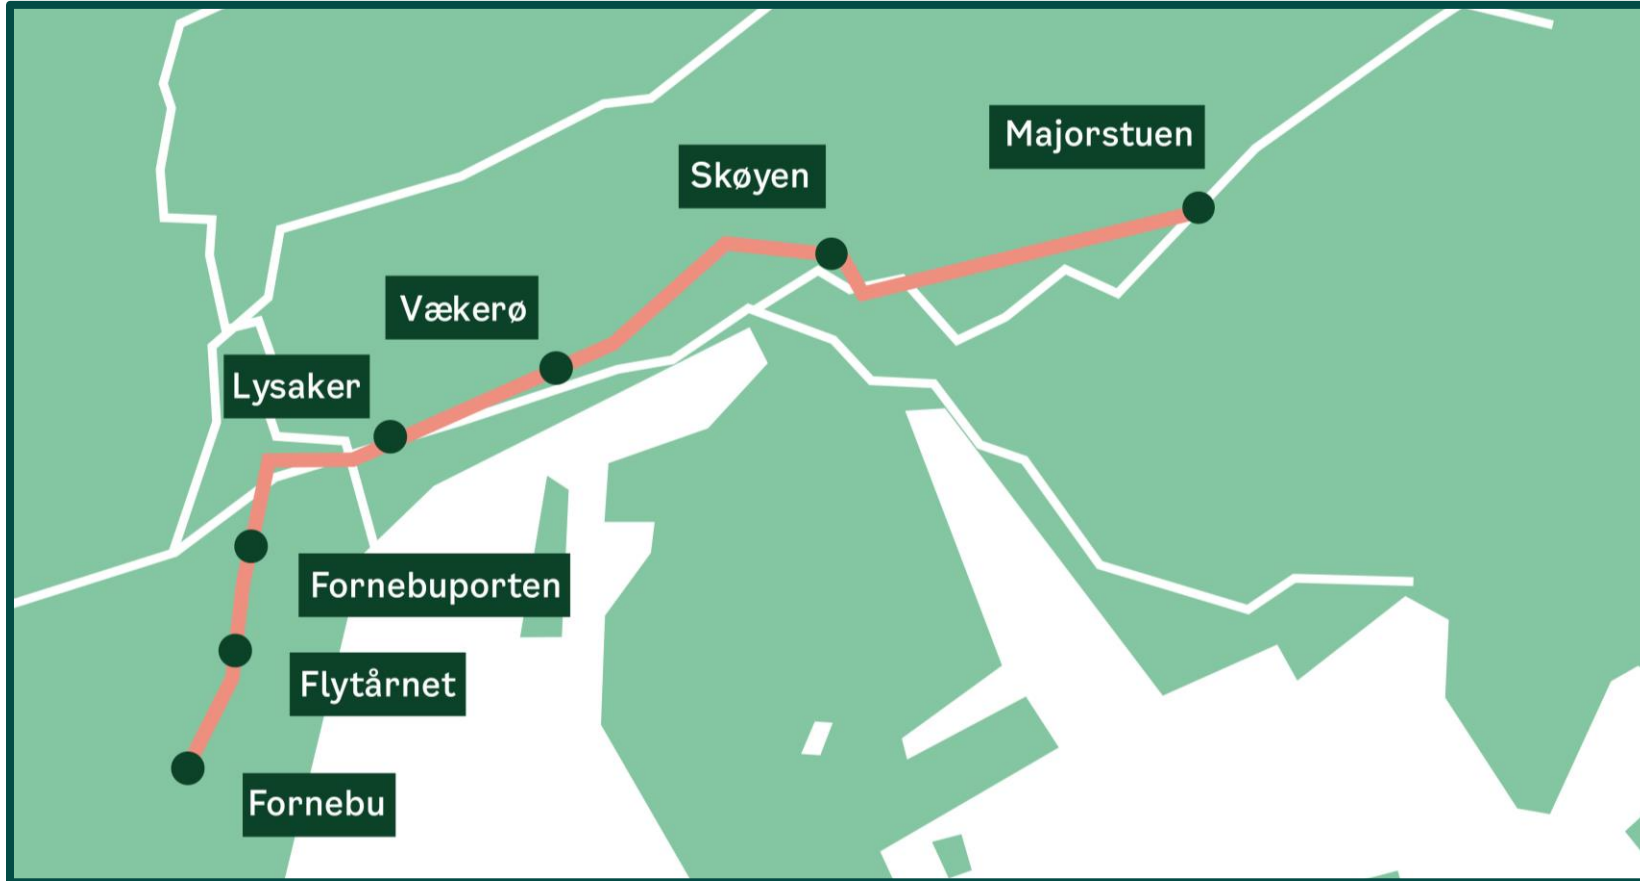 Majorstuen
Skøyen
Vækerø
Lysaker
Fornebuporten
Flytårnet
Fornebu